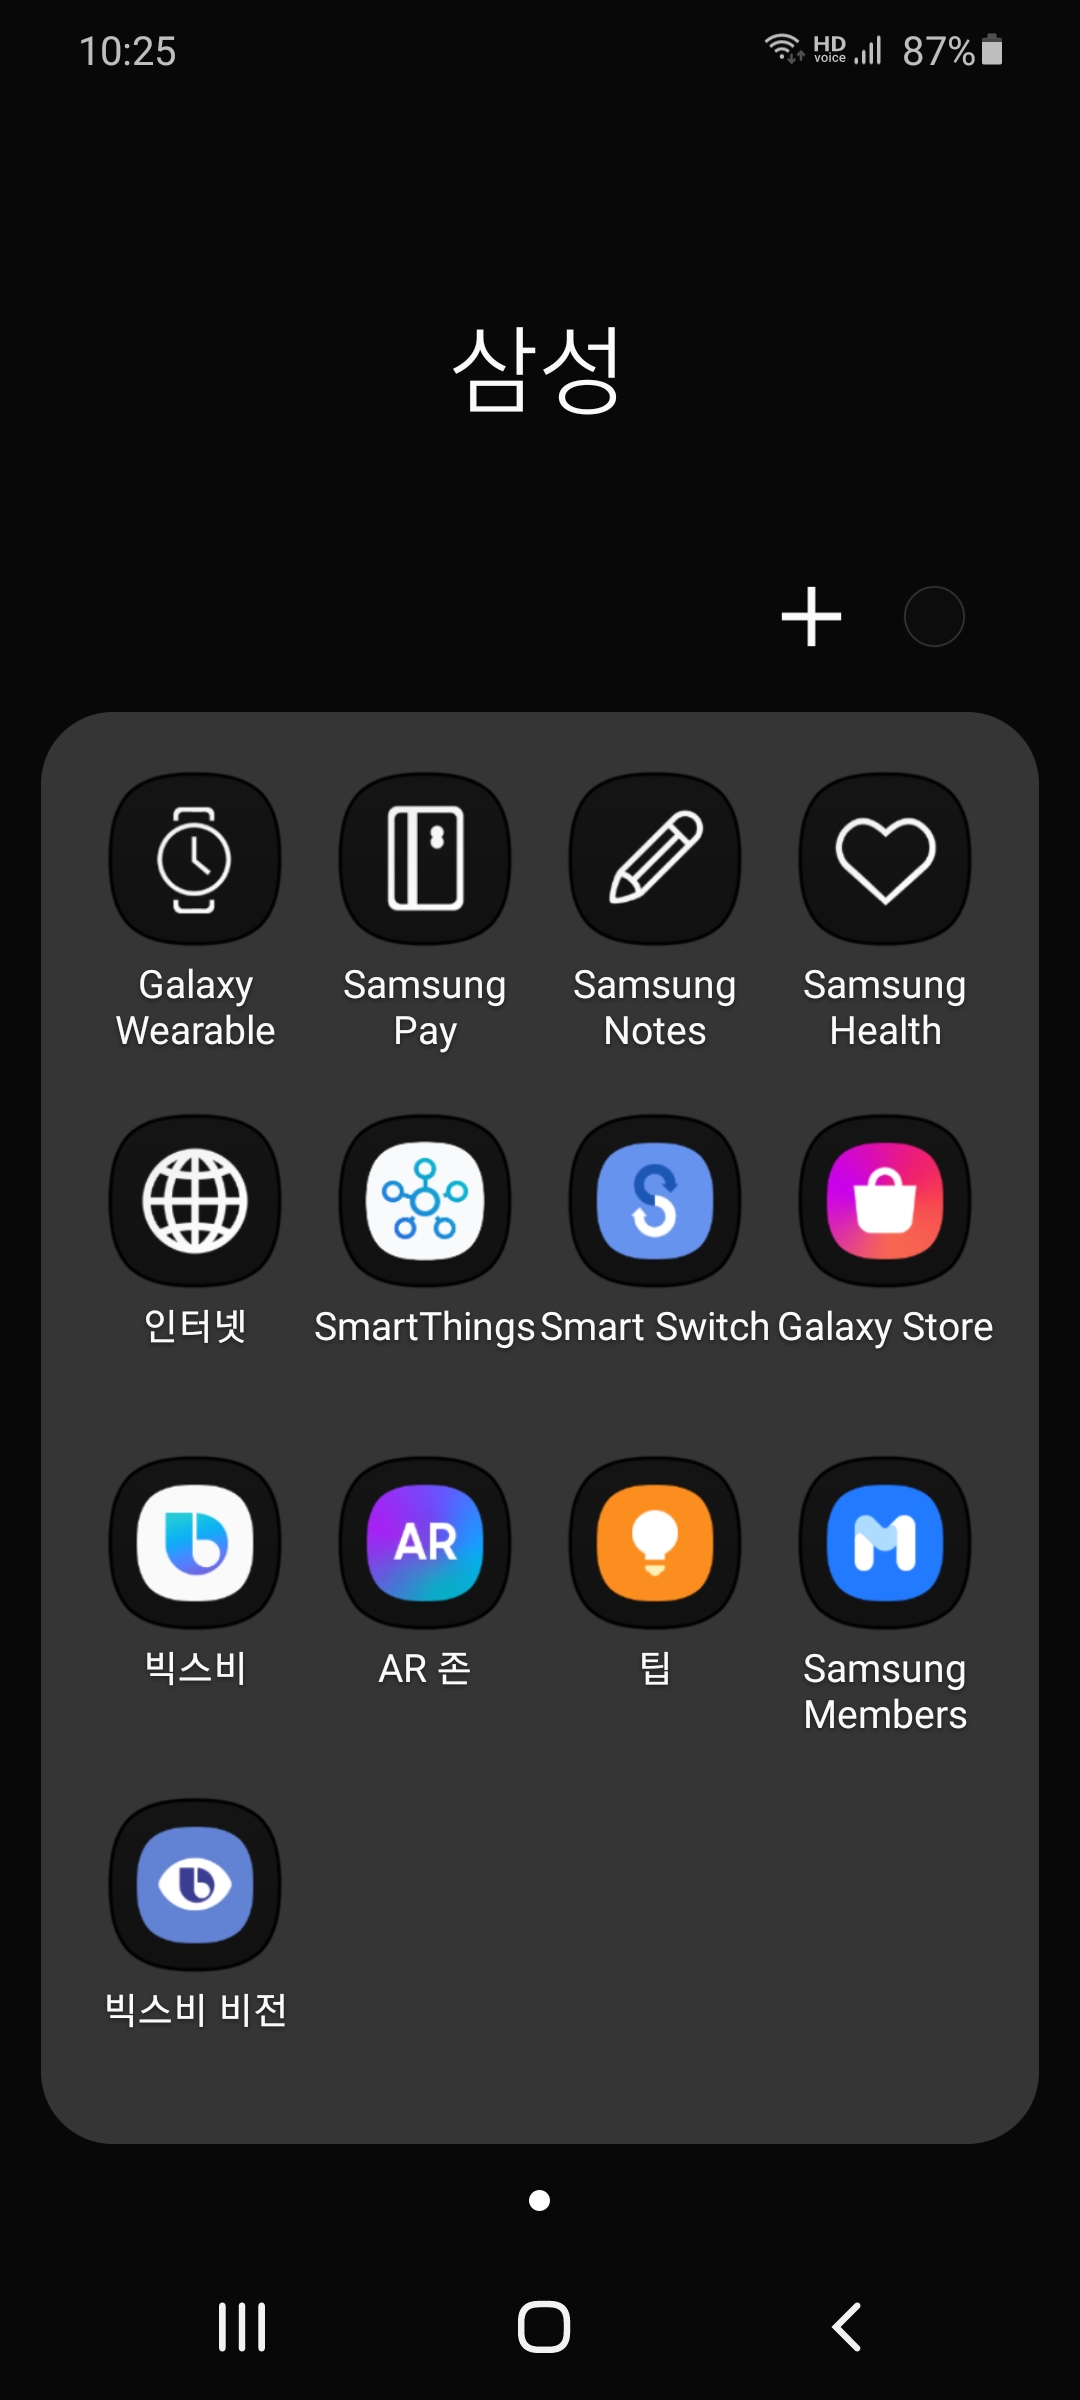 10:25
HD voice 87%
삼성
Galaxy Wearable
Samsung Pay
Samsung Notes
Samsung Health
인터넷
SmartThings
Smart Switch
Galaxy Store
AR
빅스비
AR 존
팁
Samsung Members
빅스비 비전